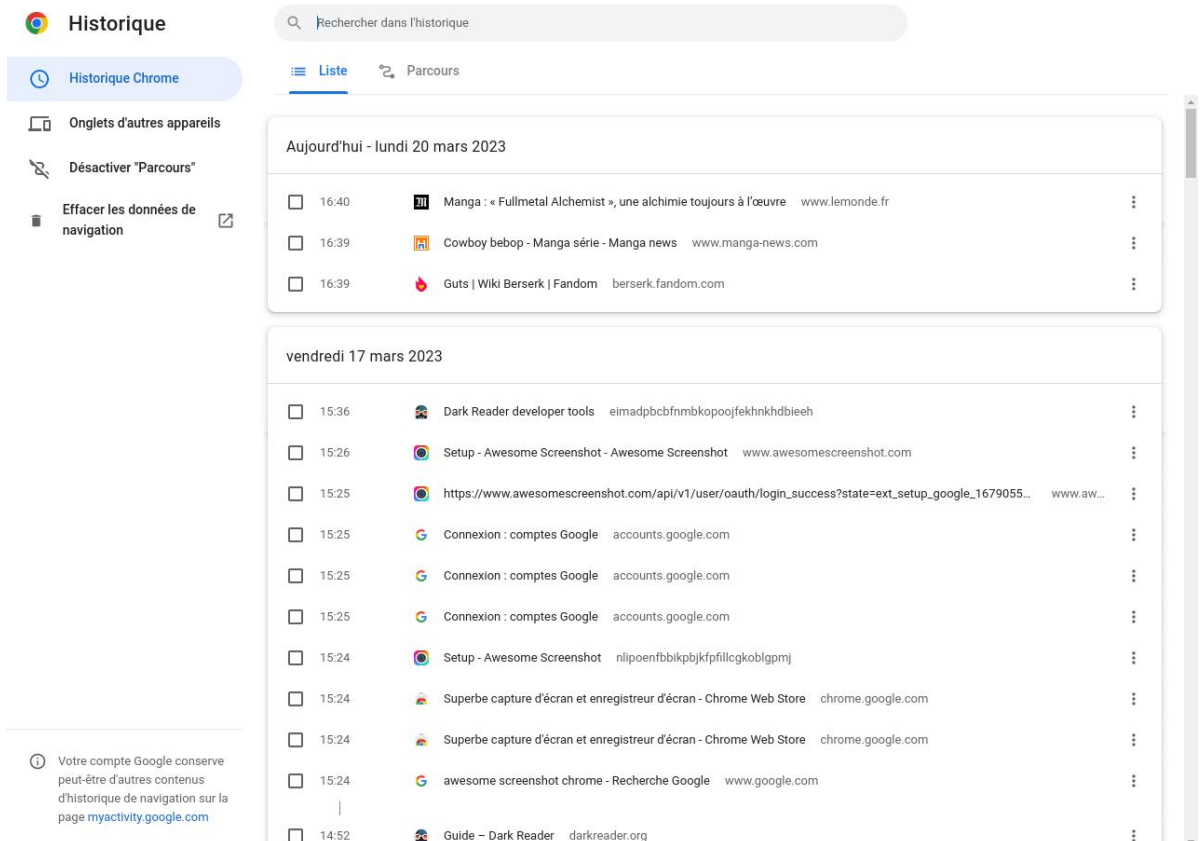 Historique
Rechercher dans l'historique
Historique Chrome
Onglets d'autres appareils
Désactiver "Parcours"
Effacer les données de
navigation
Liste
Parcours
Aujourd'hui - lundi 20 mars 2023
16:40 Manga : « Fullmetal Alchemist », une alchimie toujours à l'œuvre www.lemonde.fr
16:39 Cowboy bebop - Manga série - Manga news www.manga-news.com
16:39 Guts | Wiki Berserk | Fandom berserk.fandom.com
vendredi 17 mars 2023
15:36 Dark Reader developer tools eimadpbcbfnmbkopoojfekhnkhdbieeh
15:26 Setup - Awesome Screenshot - Awesome Screenshot www.awesomescreenshot.com
15:25 https://www.awesomescreenshot.com/api/v1/user/oauth/login_success?state=ext_setup_google_1679055… www.aw…
15:25 Connexion : comptes Google accounts.google.com
15:25 Connexion : comptes Google accounts.google.com
15:25 Connexion : comptes Google accounts.google.com
15:24 Setup - Awesome Screenshot nlipoenfbbikpbjkfpfillcgkoblgpmj
15:24 Superbe capture d'écran et enregistreur d'écran - Chrome Web Store chrome.google.com
15:24 Superbe capture d'écran et enregistreur d'écran - Chrome Web Store chrome.google.com
15:24 awesome screenshot chrome - Recherche Google www.google.com
14:52 Guide – Dark Reader darkreader.org
Votre compte Google conserve
peut-être d'autres contenus
d'historique de navigation sur la
page myactivity.google.com